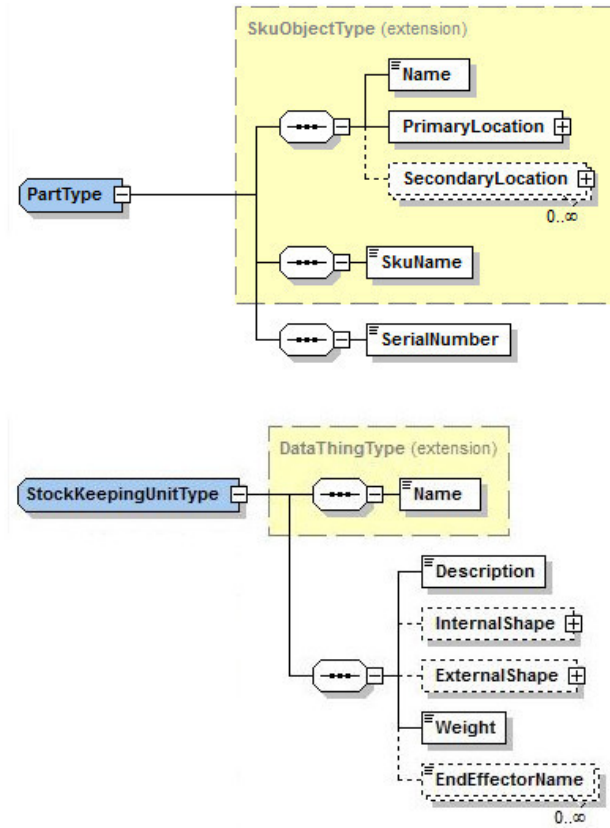 SkuObjectType (extension)
Name
PrimaryLocation
SecondaryLocation
0..∞
PartType
SkuName
SerialNumber
DataThingType (extension)
StockKeepingUnitType
Name
Description
InternalShape
ExternalShape
Weight
EndEffectorName
0..∞